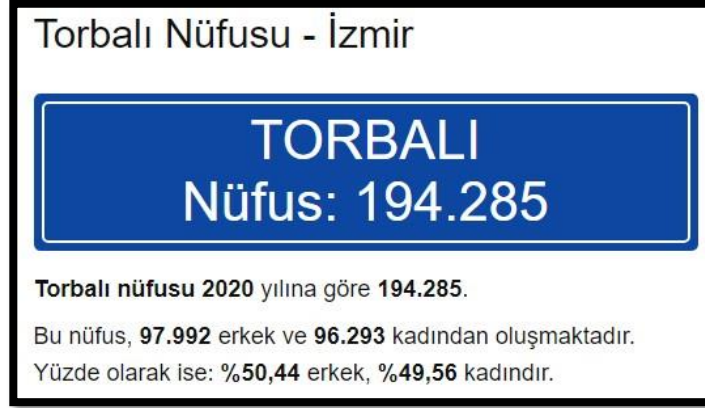 Torbalı Nüfusu - İzmir
TORBALI
Nüfus: 194.285
Torbalı nüfusu 2020 yılına göre 194.285.
Bu nüfus, 97.992 erkek ve 96.293 kadından oluşmaktadır.
Yüzde olarak ise: %50,44 erkek, %49,56 kadındır.